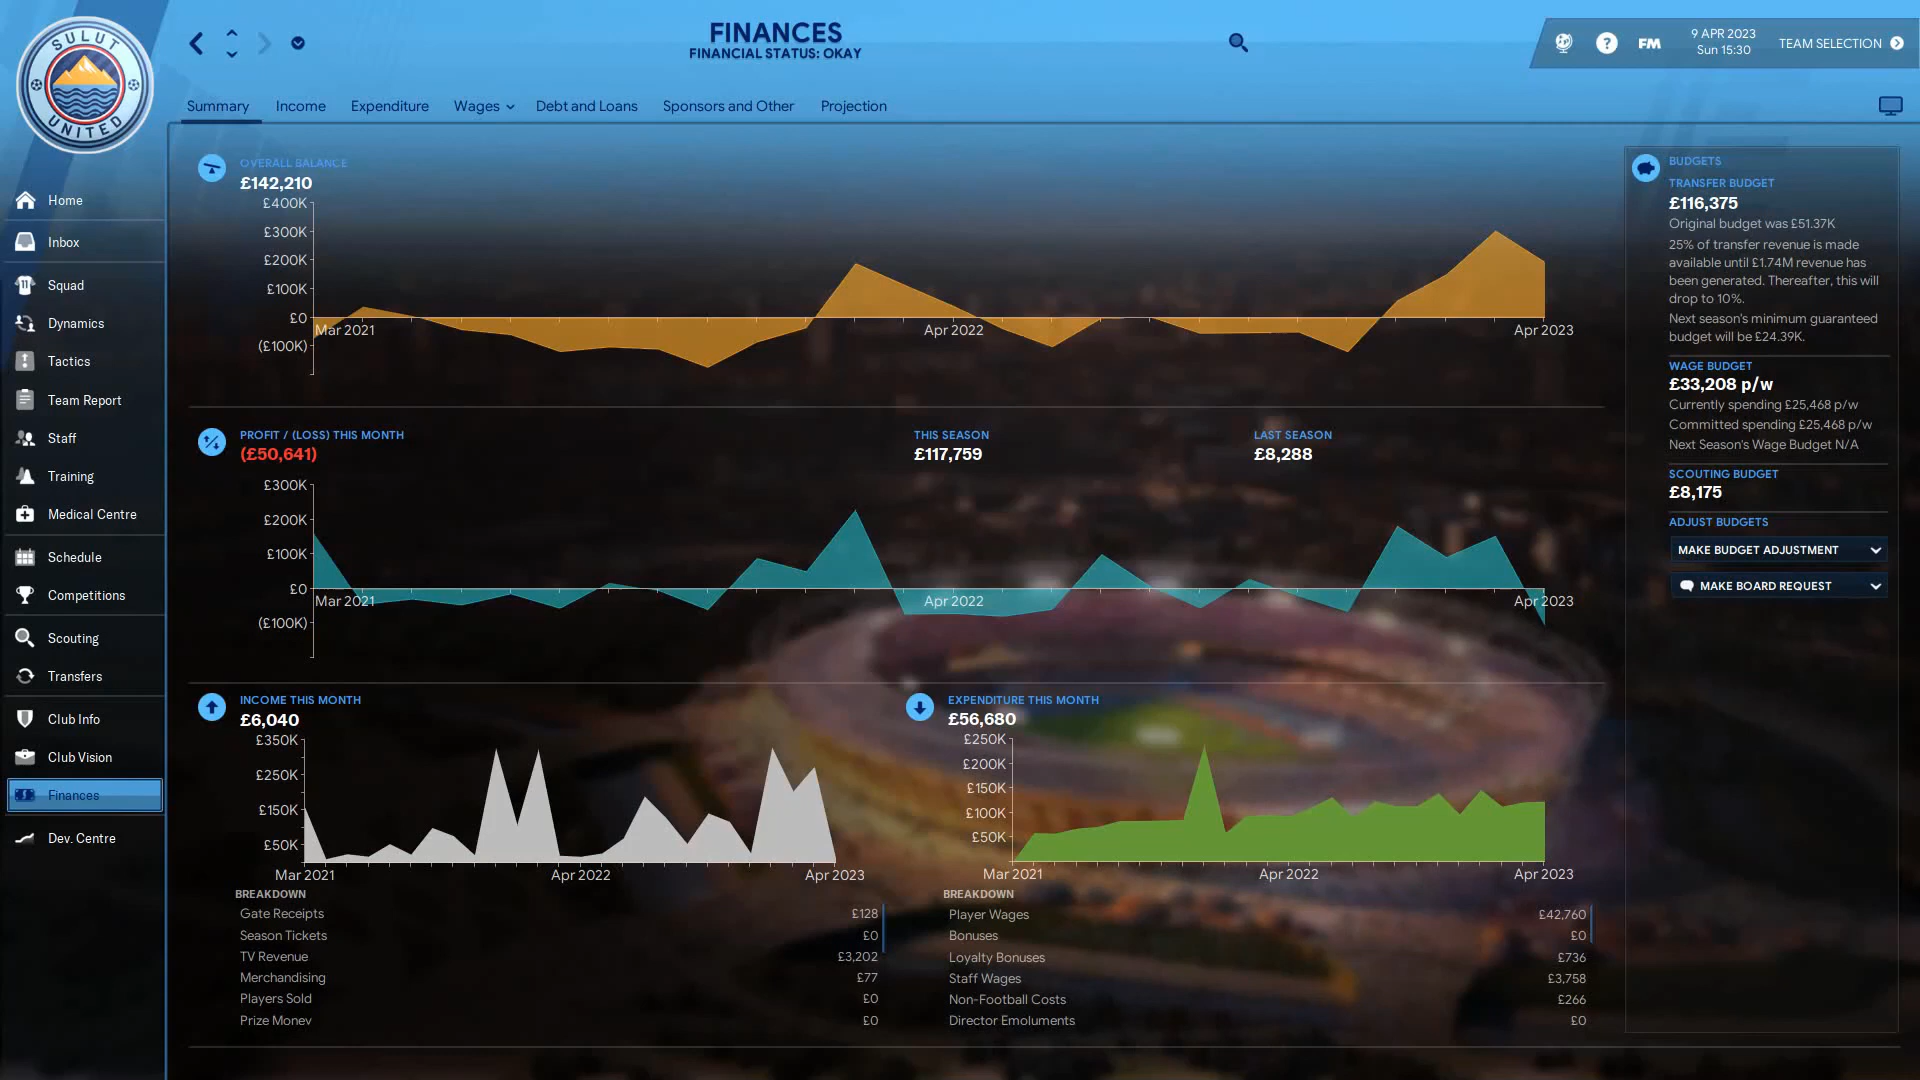 SULUT
UNITED
FINANCES
FINANCIAL STATUS: OKAY
?
FM
9 APR 2023
Sun 15:30
TEAM SELECTION
Summary
Income
Expenditure
Wages
Debt and Loans
Sponsors and Other
Projection
Home
Inbox
Squad
Dynamics
Tactics
Team Report
Staff
Training
Medical Centre
Schedule
Competitions
Scouting
Transfers
Club Info
Club Vision
Finances
Dev. Centre
OVERALL BALANCE
£142,210
£400K
£300K
£200K
£100K
£0
(£100K)
Mar 2021
Apr 2022
Apr 2023
PROFIT / (LOSS) THIS MONTH
(£50,641)
THIS SEASON
£117,759
LAST SEASON
£8,288
£300K
£200K
£100K
£0
(£100K)
Mar 2021
Apr 2022
Apr 2023
INCOME THIS MONTH
£6,040
£350K
£250K
£150K
£50K
Mar 2021
Apr 2022
Apr 2023
BREAKDOWN
Gate Receipts £128
Season Tickets £0
TV Revenue £3,202
Merchandising £77
Players Sold £0
Prize Money £0
EXPENDITURE THIS MONTH
£56,680
£250K
£200K
£150K
£100K
£50K
Mar 2021
Apr 2022
Apr 2023
BREAKDOWN
Player Wages £42,760
Bonuses £0
Loyalty Bonuses £736
Staff Wages £3,758
Non-Football Costs £266
Director Emoluments £0
BUDGETS
TRANSFER BUDGET
£116,375
Original budget was £51.37K
25% of transfer revenue is made
available until £1.74M revenue has
been generated. Thereafter, this will
drop to 10%.
Next season's minimum guaranteed
budget will be £24.39K.
WAGE BUDGET
£33,208 p/w
Currently spending £25,468 p/w
Committed spending £25,468 p/w
Next Season's Wage Budget N/A
SCOUTING BUDGET
£8,175
ADJUST BUDGETS
MAKE BUDGET ADJUSTMENT
MAKE BOARD REQUEST